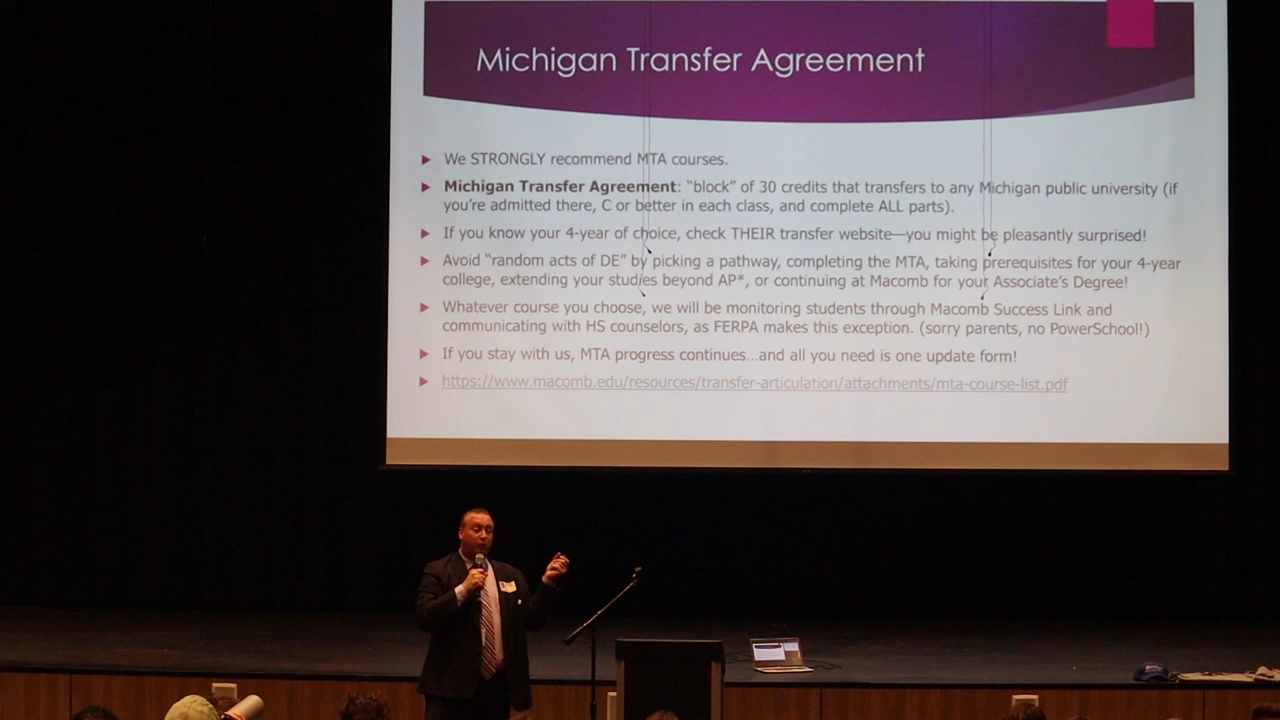 Michigan Transfer Agreement
We STRONGLY recommend MTA courses.
Michigan Transfer Agreement: “block” of 30 credits that transfers to any Michigan public university (if
you’re admitted there, C or better in each class, and complete ALL parts).
If you know your 4-year of choice, check THEIR transfer website—you might be pleasantly surprised!
Avoid “random acts of DE” by picking a pathway, completing the MTA, taking prerequisites for your 4-year
college, extending your studies beyond AP*, or continuing at Macomb for your Associate’s Degree!
Whatever course you choose, we will be monitoring students through Macomb Success Link and
communicating with HS counselors, as FERPA makes this exception. (sorry parents, no PowerSchool!)
If you stay with us, MTA progress continues…and all you need is one update form!
https://www.macomb.edu/resources/transfer-articulation/attachments/mta-course-list.pdf